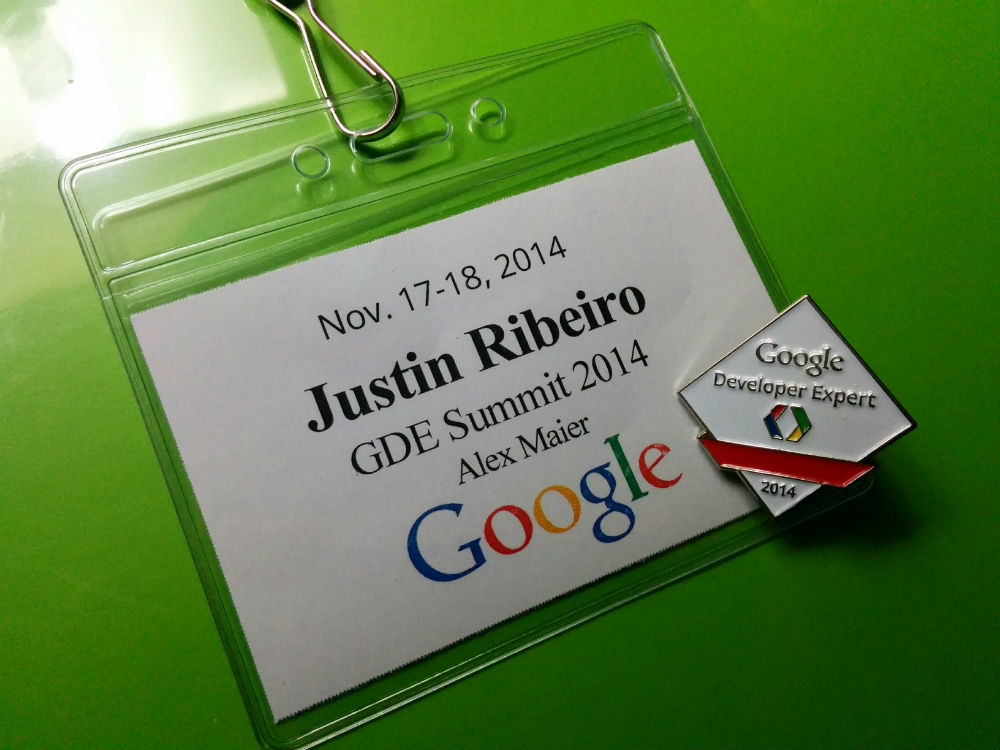 Nov. 17-18, 2014
Justin Ribeiro
GDE Summit 2014
Alex Maier
Google
Google
Developer Expert
2014